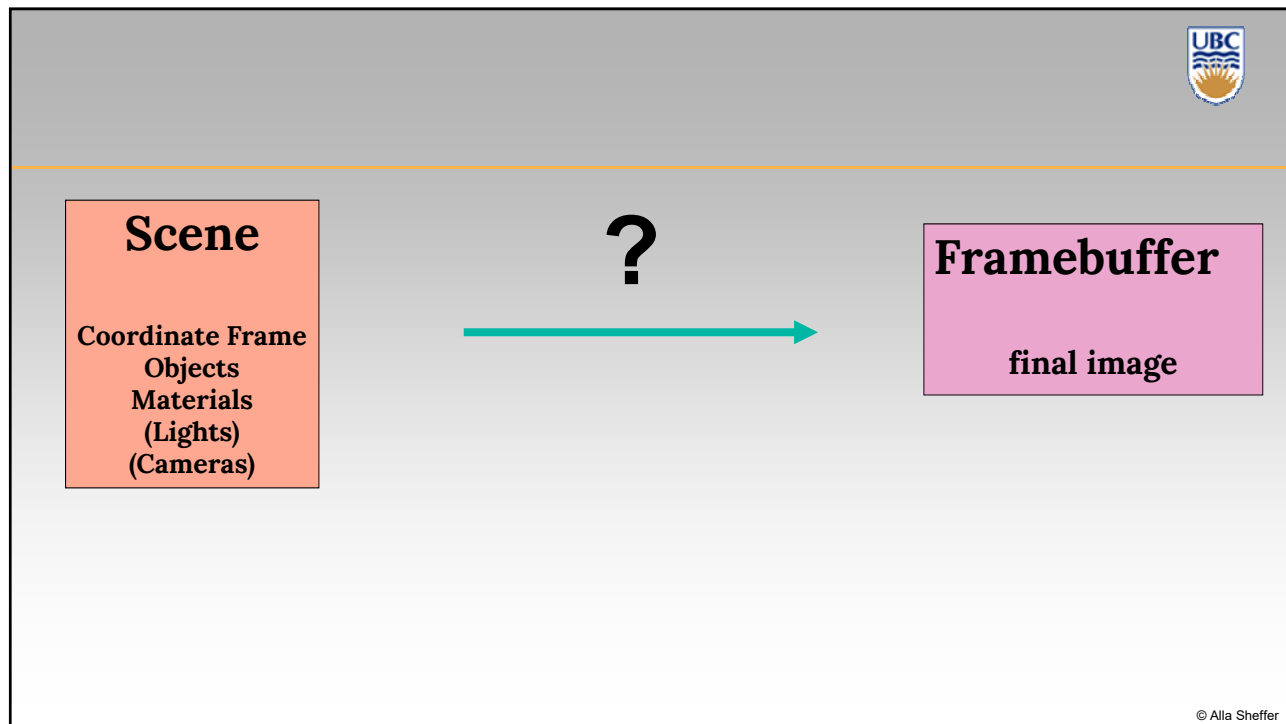 UBC
Scene
Coordinate Frame
Objects
Materials
(Lights)
(Cameras)
?
Framebuffer
final image
© Alla Sheffer